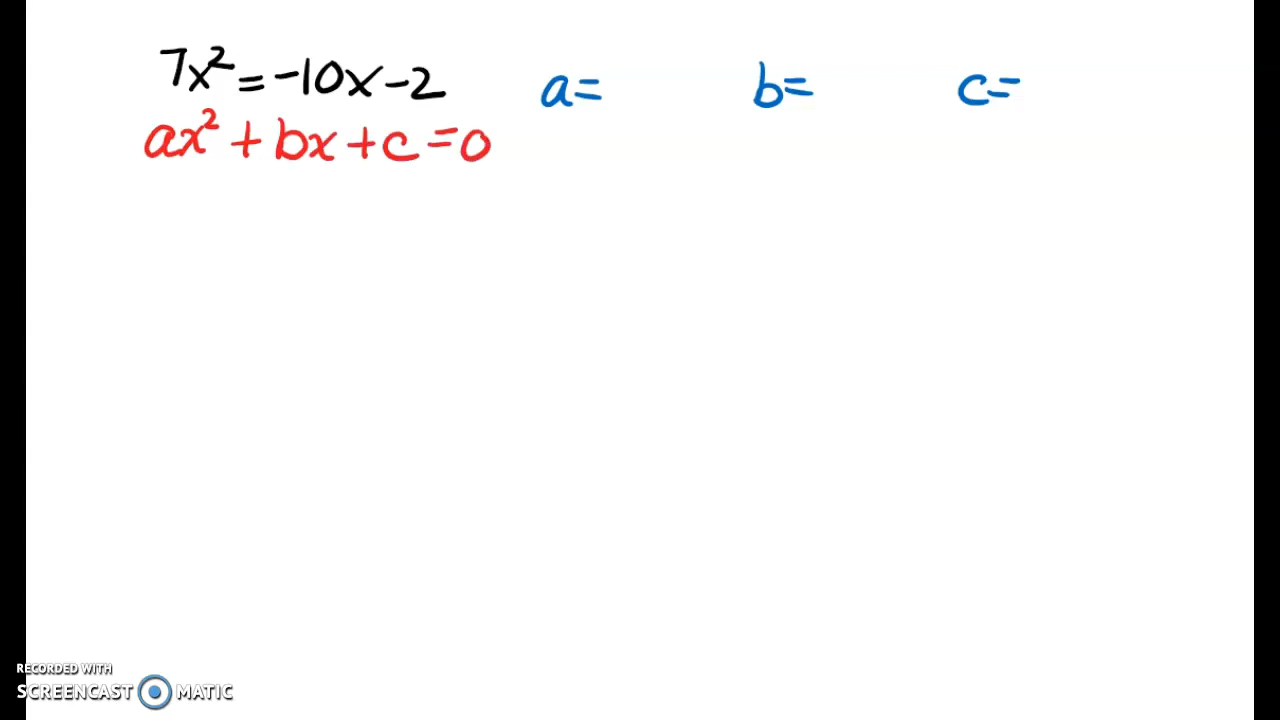 7x² = -10x - 2 a= b= c=
ax² + bx + c = 0
RECORDED WITH
SCREENCAST MATIC